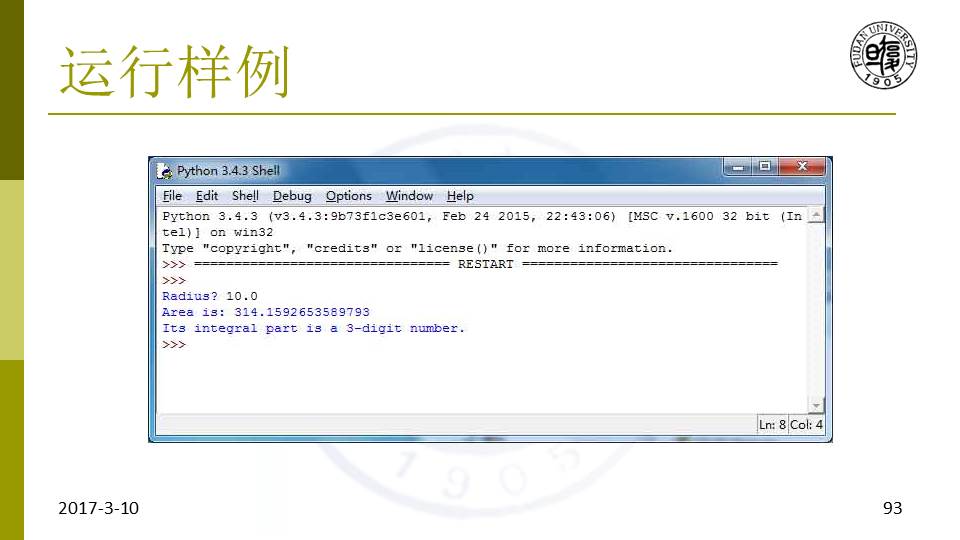 运行样例
FUDAN UNIVERSITY
1905
Python 3.4.3 Shell
File Edit Shell Debug Options Window Help
Python 3.4.3 (v3.4.3:9b73f1c3e601, Feb 24 2015, 22:43:06) [MSC v.1600 32 bit (In
tel)] on win32
Type "copyright", "credits" or "license()" for more information.
>>> ================================ RESTART ================================
>>>
Radius? 10.0
Area is: 314.1592653589793
Its integral part is a 3-digit number.
>>>
Ln: 8 Col: 4
1905
2017-3-10
93